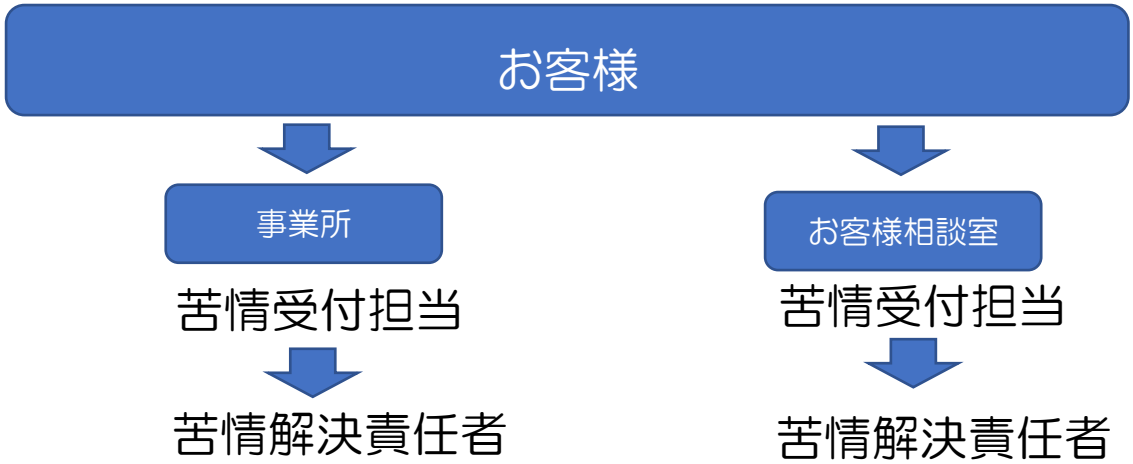 お客様
事業所
苦情受付担当
苦情解決責任者
お客様相談室
苦情受付担当
苦情解決責任者